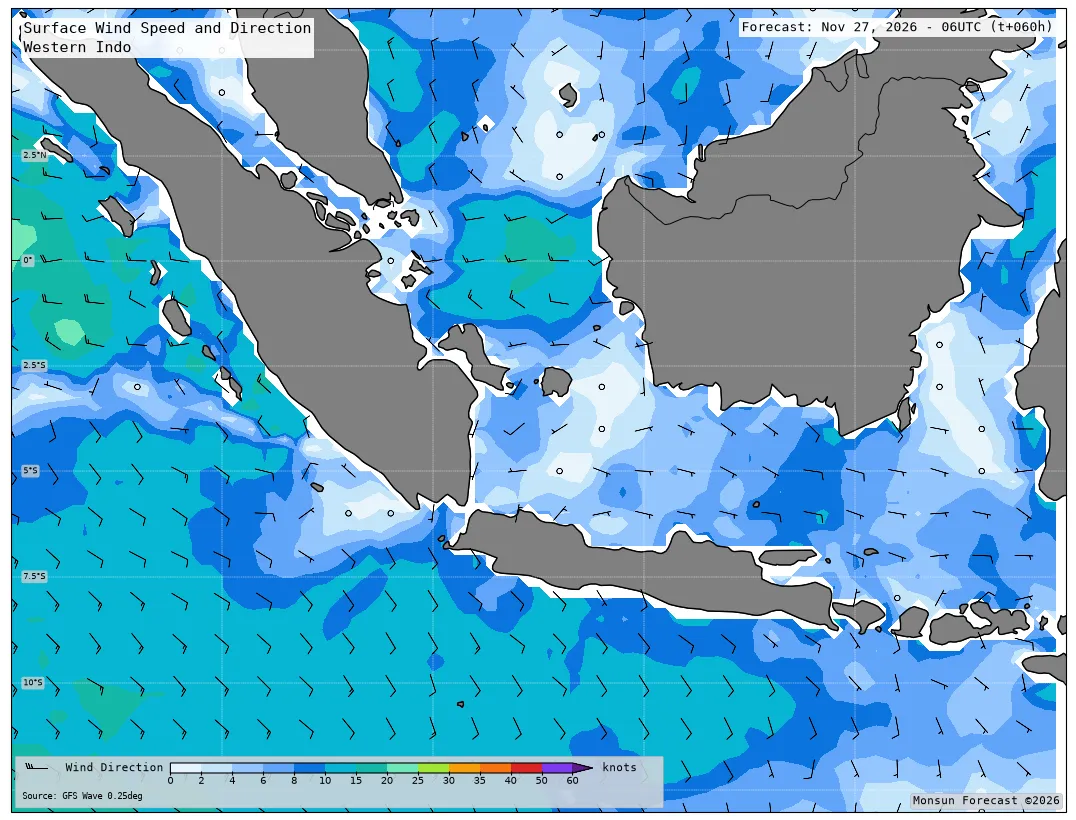 Surface Wind Speed and Direction
Western Indo
Forecast: Nov 27, 2026 - 06UTC (t+060h)
2.5°N
0°
2.5°S
5°S
7.5°S
10°S
Wind Direction
0 2 4 6 8 10 15 20 25 30 40 50 60
knots
Source: GFS Wave 0.25deg
Monsun Forecast ©2026